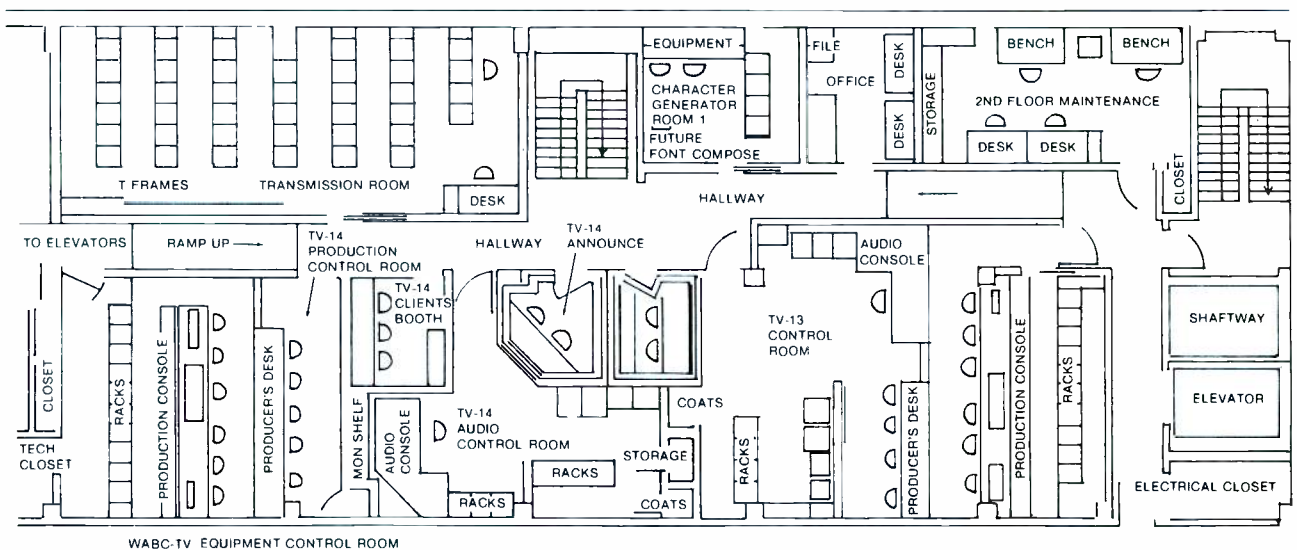 EQUIPMENT
FILE
DESK
BENCH
BENCH
OFFICE
CHARACTER
GENERATOR
ROOM 1
FUTURE
FONT COMPOSE
DESK
STORAGE
2ND FLOOR MAINTENANCE
DESK
DESK
T FRAMES
TRANSMISSION ROOM
DESK
HALLWAY
CLOSET
TO ELEVATORS
RAMP UP
TV-14
PRODUCTION
CONTROL ROOM
HALLWAY
TV-14
ANNOUNCE
AUDIO
CONSOLE
TV-14
CLIENTS
BOOTH
TV-13
CONTROL
ROOM
SHAFTWAY
CLOSET
RACKS
PRODUCTION CONSOLE
PRODUCER'S DESK
PRODUCTION CONSOLE
RACKS
ELEVATOR
COATS
MON SHELF
AUDIO
CONSOLE
TV-14
AUDIO
CONTROL ROOM
TECH
CLOSET
STORAGE
RACKS
RACKS
PRODUCER'S DESK
RACKS
COATS
ELECTRICAL CLOSET
WABC-TV EQUIPMENT CONTROL ROOM